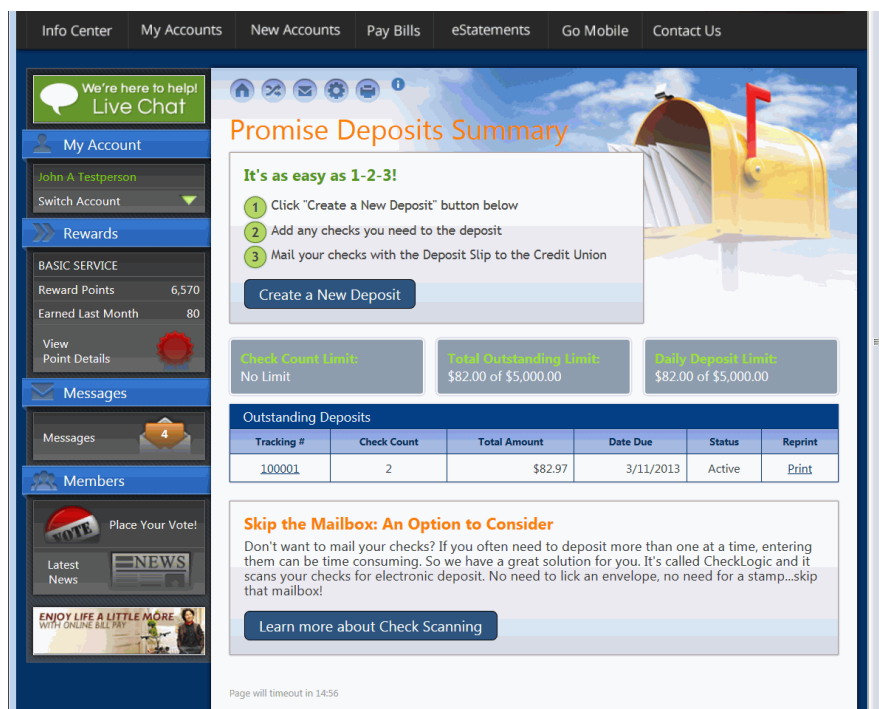 Info Center My Accounts New Accounts Pay Bills eStatements Go Mobile Contact Us
We're here to help!
Live Chat
My Account
John A Testperson
Switch Account
Rewards
BASIC SERVICE
Reward Points 6,570
Earned Last Month 80
View
Point Details
Messages
Messages 4
Members
VOTE Place Your Vote!
Latest
News
NEWS
ENJOY LIFE A LITTLE MORE
WITH ONLINE BILL PAY
i
Promise Deposits Summary
It's as easy as 1-2-3!
1 Click "Create a New Deposit" button below
2 Add any checks you need to the deposit
3 Mail your checks with the Deposit Slip to the Credit Union
Create a New Deposit
Check Count Limit:
No Limit
Total Outstanding Limit:
$82.00 of $5,000.00
Daily Deposit Limit:
$82.00 of $5,000.00
Outstanding Deposits
Tracking # Check Count Total Amount Date Due Status Reprint
100001 2 $82.97 3/11/2013 Active Print
Skip the Mailbox: An Option to Consider
Don't want to mail your checks? If you often need to deposit more than one at a time, entering
them can be time consuming. So we have a great solution for you. It's called CheckLogic and it
scans your checks for electronic deposit. No need to lick an envelope, no need for a stamp...skip
that mailbox!
Learn more about Check Scanning
Page will timeout in 14:56